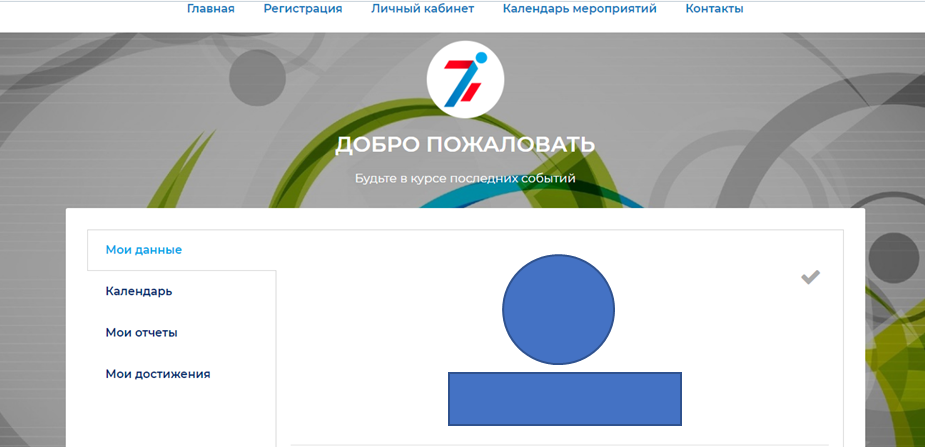 Главная Регистрация Личный кабинет Календарь мероприятий Контакты
ДОБРО ПОЖАЛОВАТЬ
Будьте в курсе последних событий
Мои данные
Календарь
Мои отчеты
Мои достижения